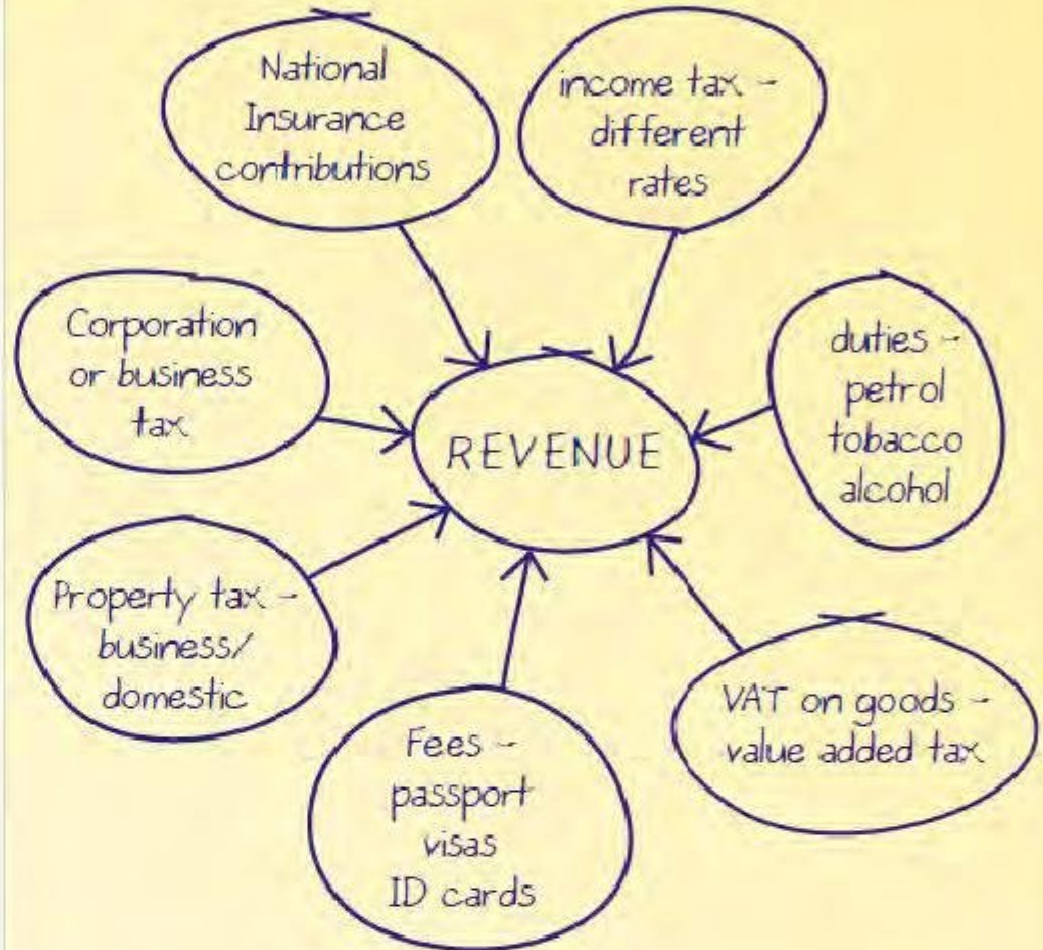 National
Insurance
contributions
income tax -
different
rates
Corporation
or business
tax
REVENUE
duties -
petrol
tobacco
alcohol
Property tax -
business/
domestic
Fees -
passport
visas
ID cards
VAT on goods -
value added tax